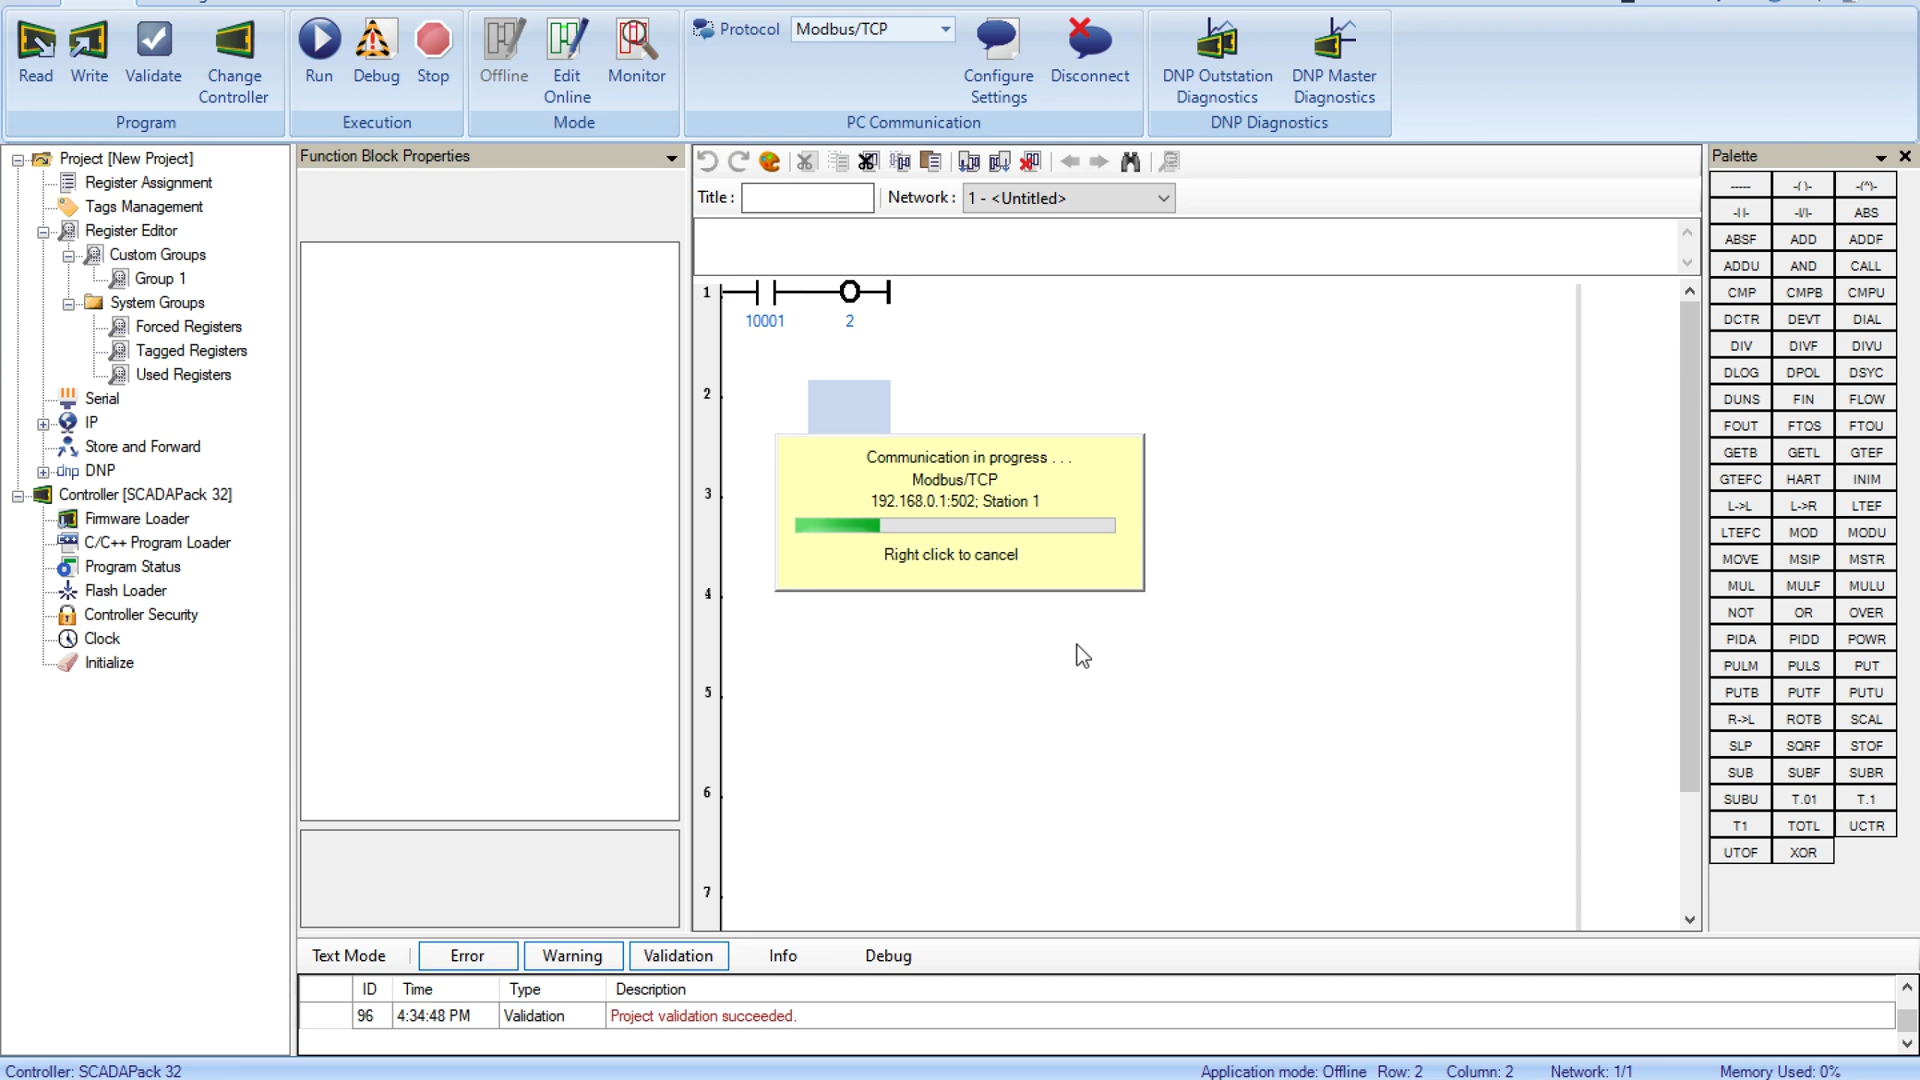 Read
Write
Validate
Change
Controller
Program
Run
Debug
Stop
Execution
Offline
Edit
Online
Monitor
Mode
Protocol
Modbus/TCP
Configure
Settings
Disconnect
PC Communication
DNP Outstation
Diagnostics
DNP Master
Diagnostics
DNP Diagnostics
Project [New Project]
Register Assignment
Tags Management
Register Editor
Custom Groups
Group 1
System Groups
Forced Registers
Tagged Registers
Used Registers
Serial
IP
Store and Forward
dnp DNP
Controller [SCADAPack 32]
Firmware Loader
C/C++ Program Loader
Program Status
Flash Loader
Controller Security
Clock
Initialize
Function Block Properties
Title :
Network : 1 - <Untitled>
1
10001 2
2
3
4
5
6
7
Communication in progress . . .
Modbus/TCP
192.168.0.1:502; Station 1
Right click to cancel
Palette
----- -( )- -(^)-
-| |- -|/|- ABS
ABSF ADD ADDF
ADDU AND CALL
CMP CMPB CMPU
DCTR DEVT DIAL
DIV DIVF DIVU
DLOG DPOL DSYC
DUNS FIN FLOW
FOUT FTOS FTOU
GETB GETL GTEF
GTEFC HART INIM
L->L L->R LTEF
LTEFC MOD MODU
MOVE MSIP MSTR
MUL MULF MULU
NOT OR OVER
PIDA PIDD POWR
PULM PULS PUT
PUTB PUTF PUTU
R->L ROTB SCAL
SLP SQRF STOF
SUB SUBF SUBR
SUBU T.01 T.1
T1 TOTL UCTR
UTOF XOR
Text Mode Error Warning Validation Info Debug
ID Time Type Description
96 4:34:48 PM Validation Project validation succeeded.
Controller: SCADAPack 32
Application mode: Offline Row: 2 Column: 2 Network: 1/1 Memory Used: 0%